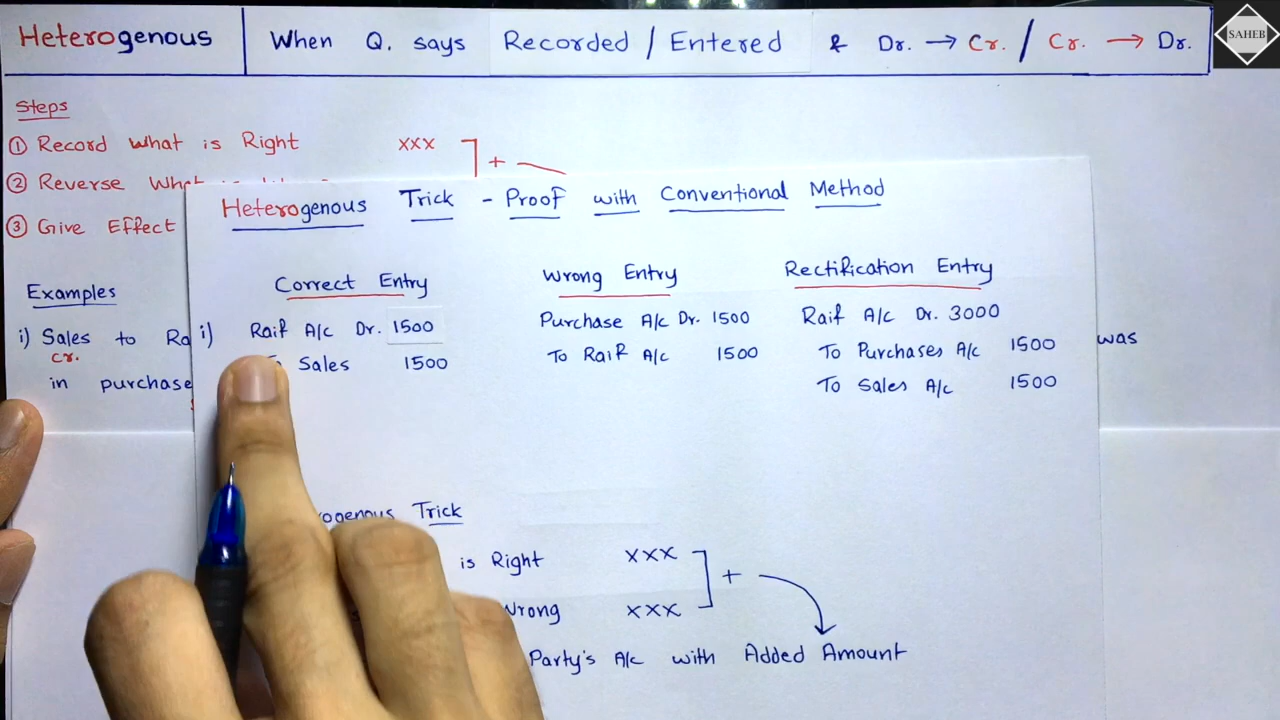 Heterogenous When Q. says Recorded / Entered & Dr. → Cr. / Cr. → Dr.
SAHEB
Steps
① Record What is Right XXX
+
② Reverse What
③ Give Effect
Heterogenous Trick - Proof with Conventional Method
Correct Entry Wrong Entry Rectification Entry
Examples
i) Sales to Ra was
Cr.
in purchase
i) Raif A/c Dr. 1500 Purchase A/c Dr. 1500 Raif A/c Dr. 3000
Sales 1500 To Raif A/c 1500 To Purchases A/c 1500
To Sales A/c 1500
ogenous Trick
is Right XXX
+
Wrong XXX
Party's A/c with Added Amount